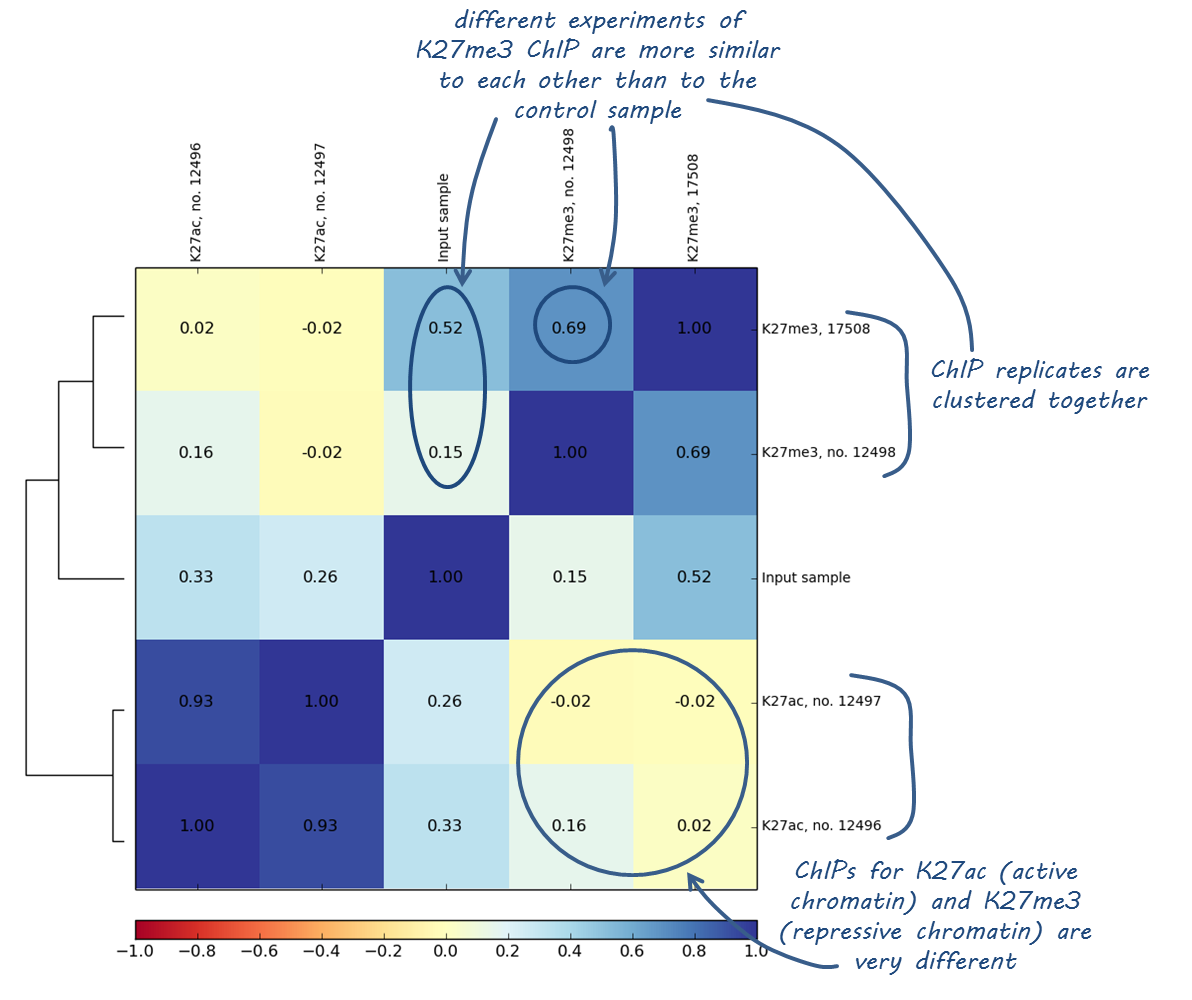 different experiments of
K27me3 ChIP are more similar
to each other than to the
control sample
K27ac, no. 12496
K27ac, no. 12497
Input sample
K27me3, no. 12498
K27me3, 17508
0.02 -0.02 0.52 0.69 1.00 K27me3, 17508
ChIP replicates are
clustered together
0.16 -0.02 0.15 1.00 0.69 K27me3, no. 12498
0.33 0.26 1.00 0.15 0.52 Input sample
0.93 1.00 0.26 -0.02 -0.02 K27ac, no. 12497
1.00 0.93 0.33 0.16 0.02 K27ac, no. 12496
ChIPs for K27ac (active
chromatin) and K27me3
(repressive chromatin) are
very different
−1.0 −0.8 −0.6 −0.4 −0.2 0.0 0.2 0.4 0.6 0.8 1.0